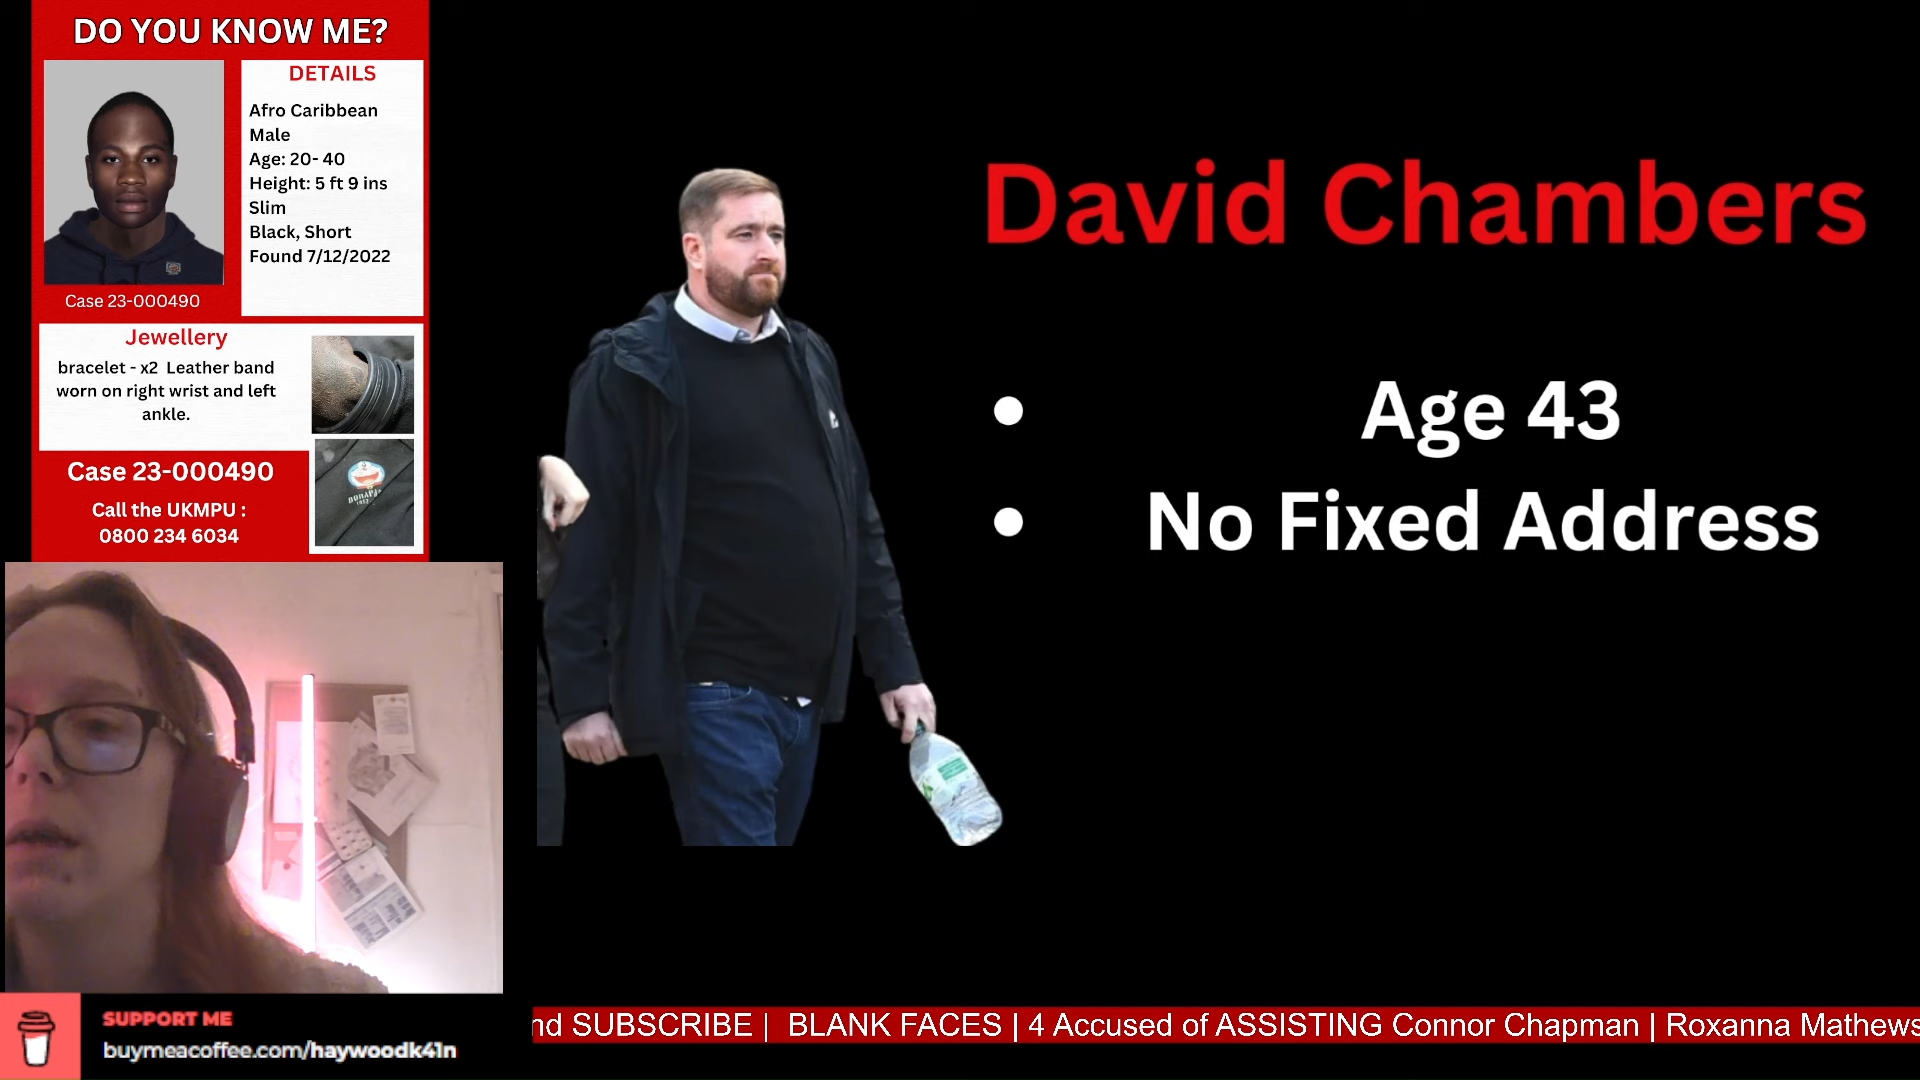 DO YOU KNOW ME?
DETAILS
Afro Caribbean
Male
Age: 20- 40
Height: 5 ft 9 ins
Slim
Black, Short
Found 7/12/2022
Case 23-000490
Jewellery
bracelet - x2 Leather band
worn on right wrist and left
ankle.
Case 23-000490
Call the UKMPU :
0800 234 6034
David Chambers
• Age 43
• No Fixed Address
SUPPORT ME
buymeacoffee.com/haywoodk41n
nd SUBSCRIBE | BLANK FACES | 4 Accused of ASSISTING Connor Chapman | Roxanna Mathews